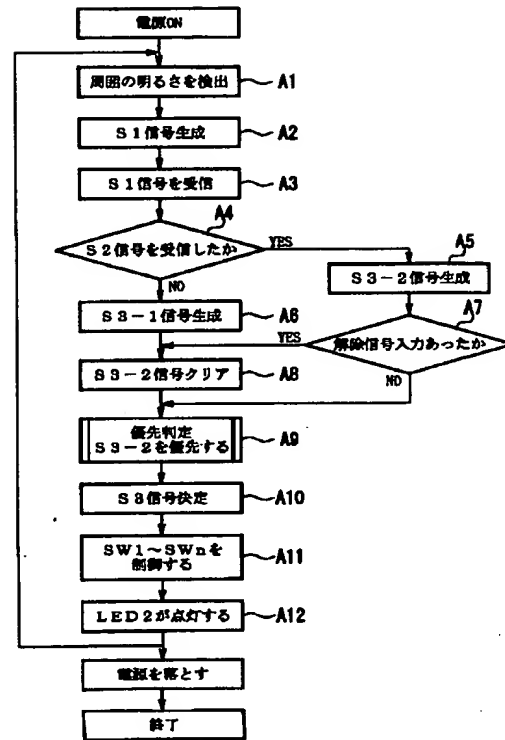 電源ON
周囲の明るさを検出
A1
S1信号生成
A2
S1信号を受信
A3
A4
S2信号を受信したか
YES
NO
A5
S3-2信号生成
S3-1信号生成
A6
A7
解除信号入力あったか
YES
NO
S3-2信号クリア
A8
優先判定
S3-2を優先する
A9
S3信号決定
A10
SW1~SWnを
制御する
A11
LED2が点灯する
A12
電源を落とす
終了